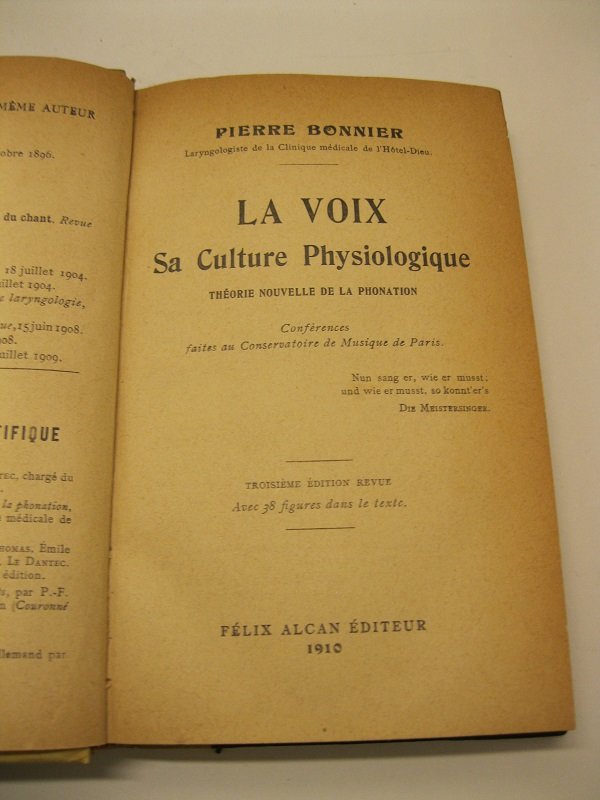 MÊME AUTEUR
obre 1896.
du chant. Revue
18 juillet 1904.
uillet 1904.
e laryngologie,
ue, 15 juin 1908.
908.
uillet 1909.
TIFIQUE
TEC, chargé du
la phonation,
médicale de
HOMAS. Émile
LE DANTEC.
édition.
s, par P.-F.
n (Couronné
llemand par
PIERRE BONNIER
Laryngologiste de la Clinique médicale de l'Hôtel-Dieu.
LA VOIX
Sa Culture Physiologique
THÉORIE NOUVELLE DE LA PHONATION
Conférences
faites au Conservatoire de Musique de Paris.
Nun sang er, wie er musst;
und wie er musst, so konnt'er's
DIE MEISTERSINGER.
TROISIÈME ÉDITION REVUE
Avec 38 figures dans le texte.
FÉLIX ALCAN ÉDITEUR
1910